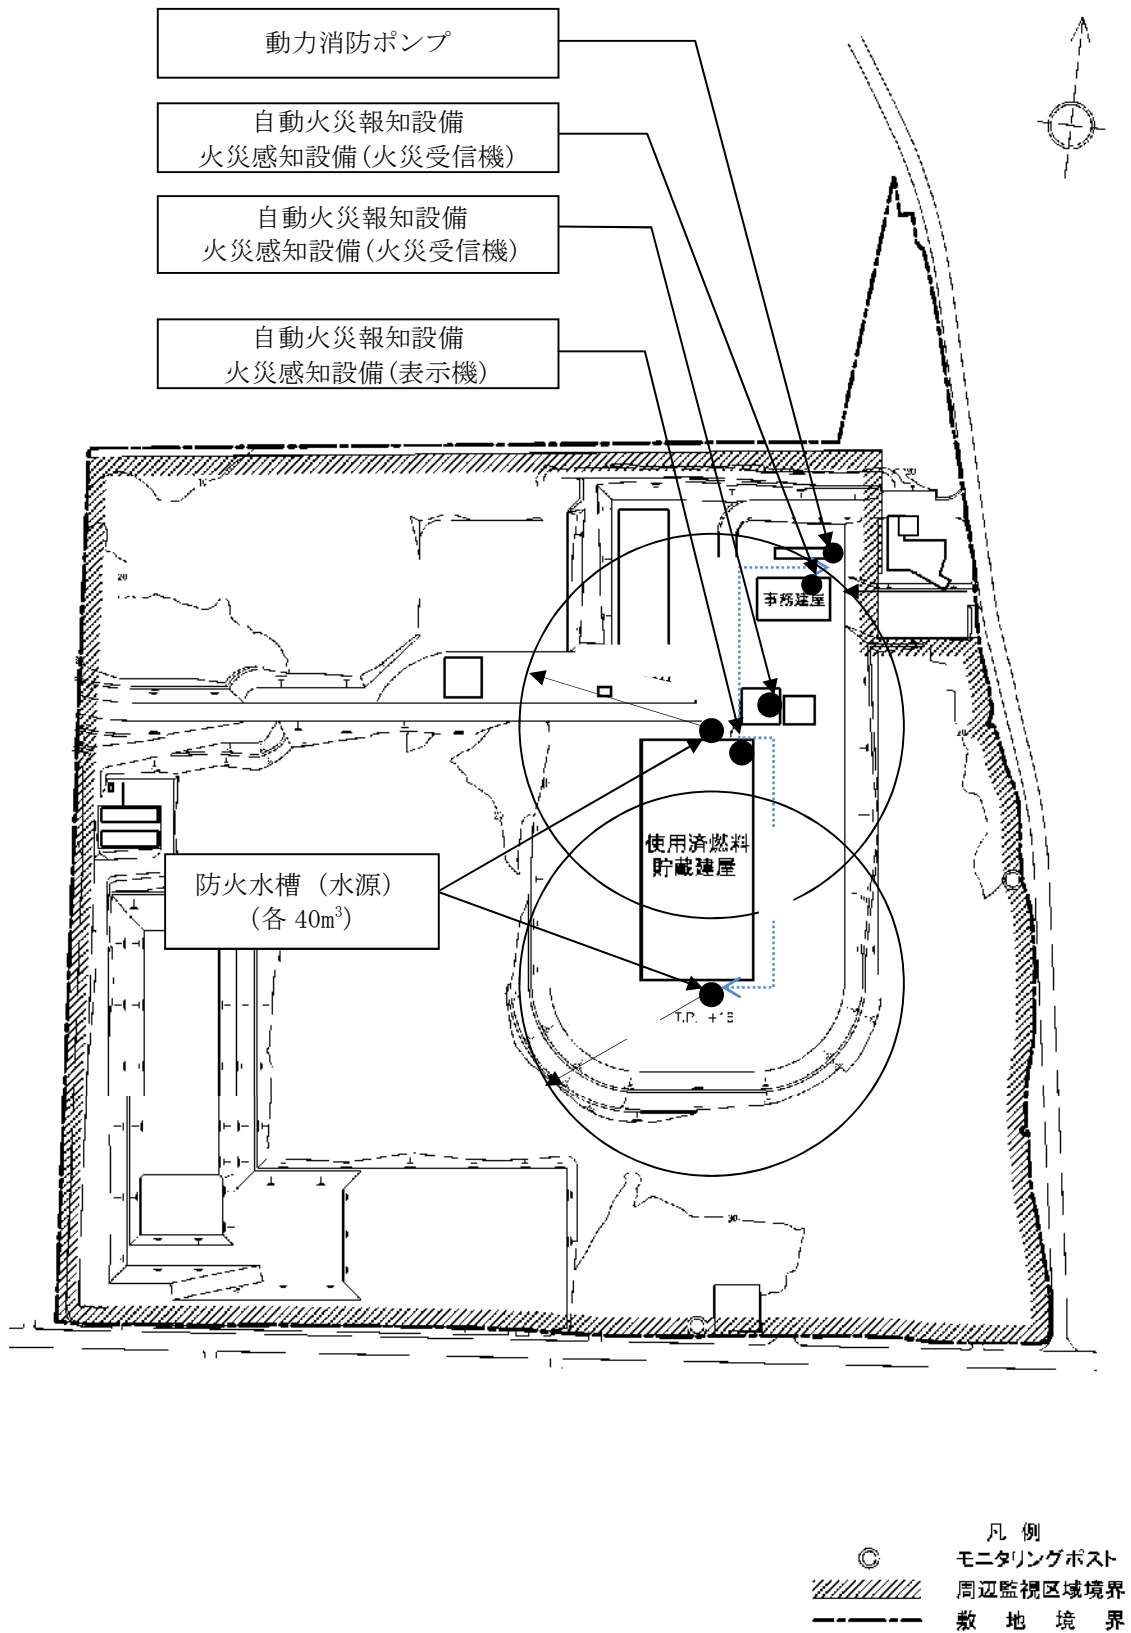 動力消防ポンプ
自動火災報知設備
火災感知設備(火災受信機)
自動火災報知設備
火災感知設備(火災受信機)
自動火災報知設備
火災感知設備(表示機)
20
20
事務建屋
使用済燃料
貯蔵建屋
防火水槽（水源）
(各 40m³)
T.P. +16
30
凡 例
モニタリングポスト
周辺監視区域境界
敷 地 境 界